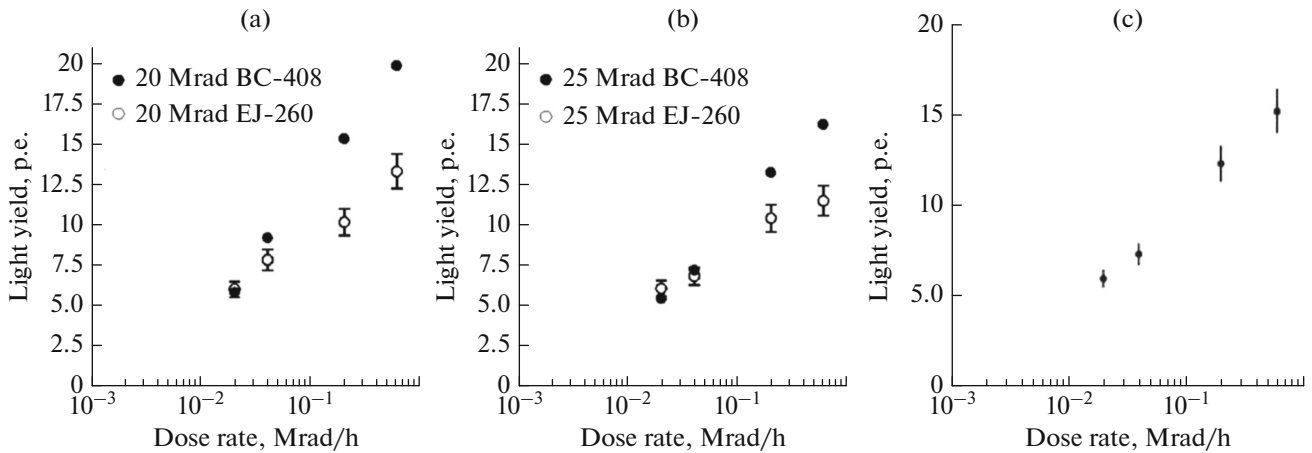 (a)
20
17.5
15
12.5
10
7.5
5.0
2.5
0
Light yield, p.e.
20 Mrad BC-408
20 Mrad EJ-260
10−3
10−2
10−1
Dose rate, Mrad/h
(b)
20
17.5
15
12.5
10
7.5
5.0
2.5
0
Light yield, p.e.
25 Mrad BC-408
25 Mrad EJ-260
10−3
10−2
10−1
Dose rate, Mrad/h
(c)
20
15
10
5.0
0
Light yield, p.e.
10−3
10−2
10−1
Dose rate, Mrad/h